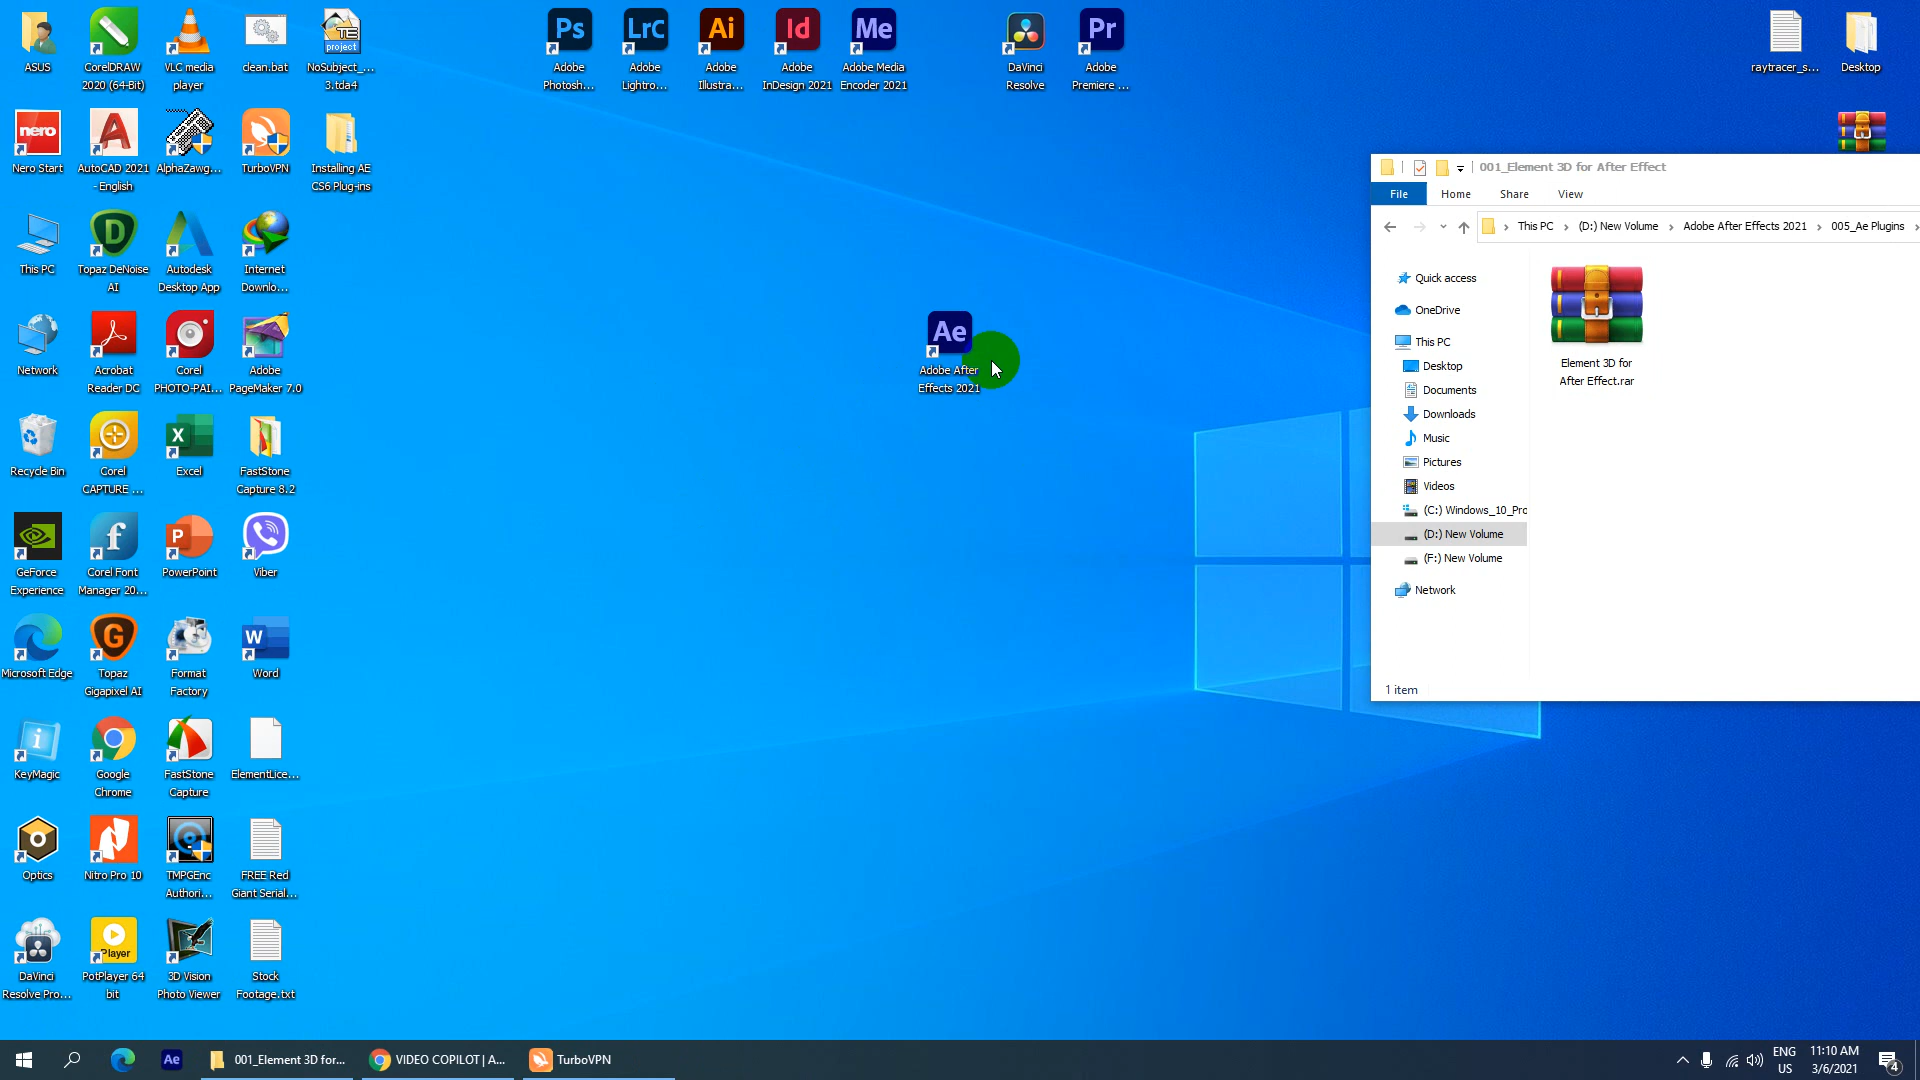 ASUS
CorelDRAW
2020 (64-Bit)
VLC media
player
clean.bat
TE
project
NoSubject_...
3.tda4
Ps
Adobe
Photosh...
LrC
Adobe
Lightro...
Ai
Adobe
Illustra...
Id
Adobe
InDesign 2021
Me
Adobe Media
Encoder 2021
DaVinci
Resolve
Pr
Adobe
Premiere ...
raytracer_s...
Desktop
nero
Nero Start
AutoCAD 2021
- English
AlphaZawg...
TurboVPN
Installing AE
CS6 Plug-ins
This PC
Topaz DeNoise
AI
Autodesk
Desktop App
Internet
Downlo...
Network
Acrobat
Reader DC
Corel
PHOTO-PAI...
Adobe
PageMaker 7.0
Ae
Adobe After
Effects 2021
Recycle Bin
Corel
CAPTURE ...
Excel
FastStone
Capture 8.2
GeForce
Experience
Corel Font
Manager 20...
PowerPoint
Viber
Microsoft Edge
Topaz
Gigapixel AI
Format
Factory
Word
KeyMagic
Google
Chrome
FastStone
Capture
ElementLice...
Optics
Nitro Pro 10
TMPGEnc
Authori...
FREE Red
Giant Serial...
DaVinci
Resolve Pro...
Player
PotPlayer 64
bit
3D Vision
Photo Viewer
Stock
Footage.txt
001_Element 3D for After Effect
File Home Share View
This PC › (D:) New Volume › Adobe After Effects 2021 › 005_Ae Plugins ›
Quick access
OneDrive
This PC
Desktop
Documents
Downloads
Music
Pictures
Videos
(C:) Windows_10_Pro
(D:) New Volume
(F:) New Volume
Network
Element 3D for
After Effect.rar
1 item
Ae
001_Element 3D for...
VIDEO COPILOT | A...
TurboVPN
ENG
US
11:10 AM
3/6/2021
4